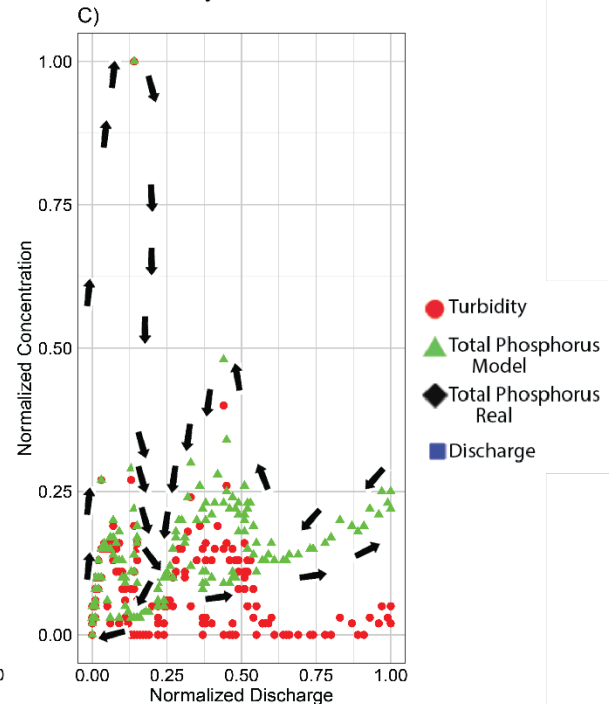 C)
1.00
0.75
0.50
0.25
0.00
Normalized Concentration
0.00 0.25 0.50 0.75 1.00
Normalized Discharge
Turbidity
Total Phosphorus
Model
Total Phosphorus
Real
Discharge